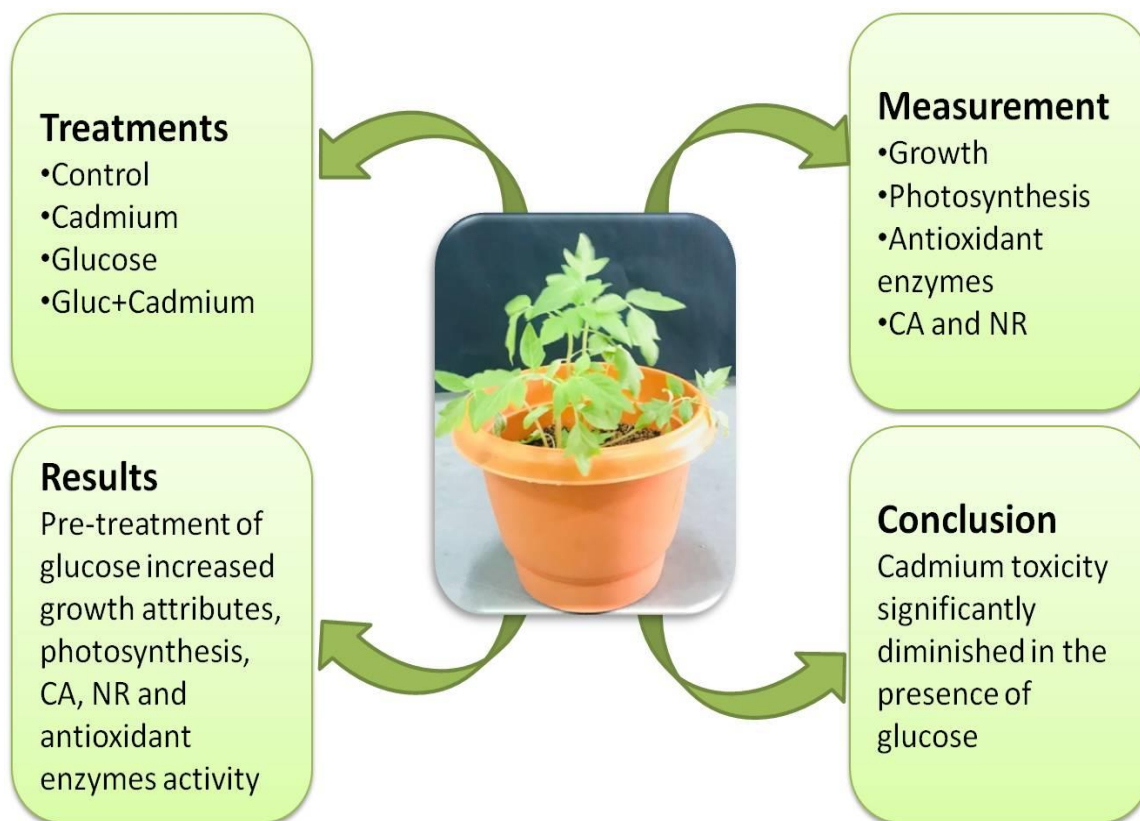 Treatments
•Control
•Cadmium
•Glucose
•Gluc+Cadmium
Measurement
•Growth
•Photosynthesis
•Antioxidant
enzymes
•CA and NR
Results
Pre-treatment of
glucose increased
growth attributes,
photosynthesis,
CA, NR and
antioxidant
enzymes activity
Conclusion
Cadmium toxicity
significantly
diminished in the
presence of
glucose